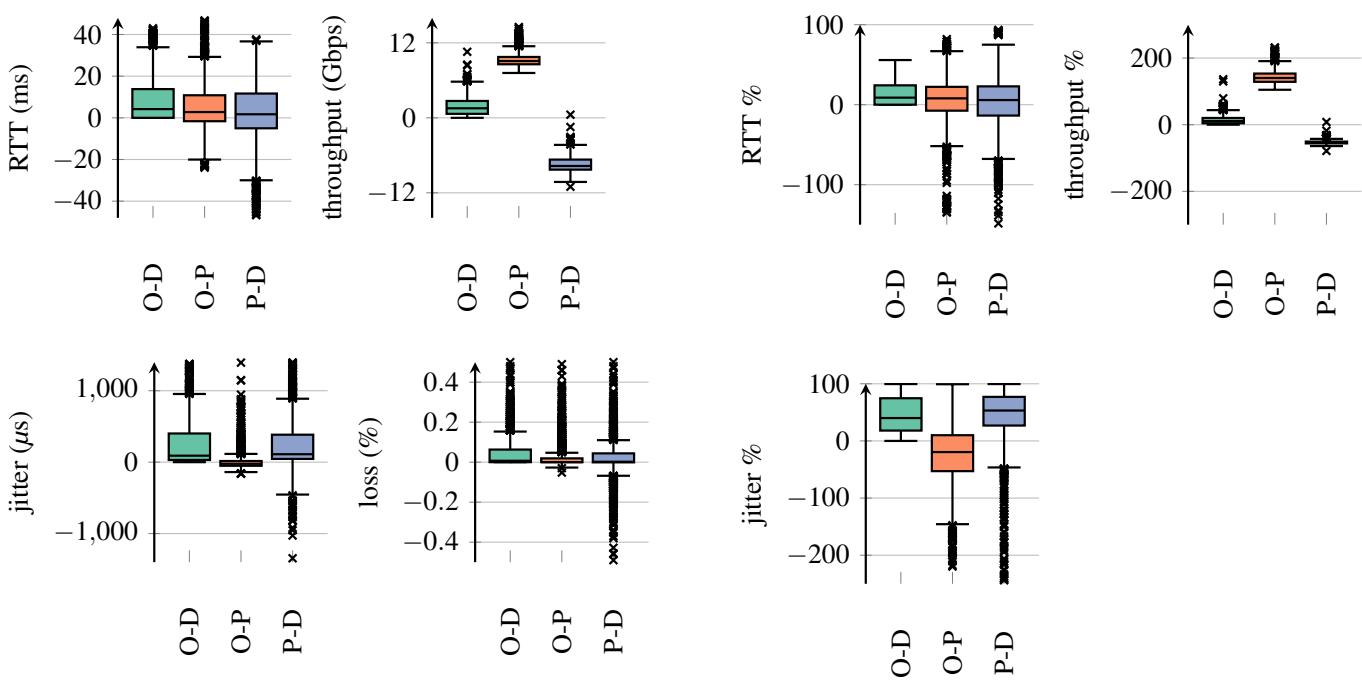 RTT (ms)
40
20
0
−20
−40
O-D
O-P
P-D
throughput (Gbps)
12
0
−12
O-D
O-P
P-D
RTT %
100
0
−100
O-D
O-P
P-D
throughput %
200
0
−200
O-D
O-P
P-D
jitter (μs)
1,000
0
−1,000
O-D
O-P
P-D
loss (%)
0.4
0.2
0
−0.2
−0.4
O-D
O-P
P-D
jitter %
100
0
−100
−200
O-D
O-P
P-D